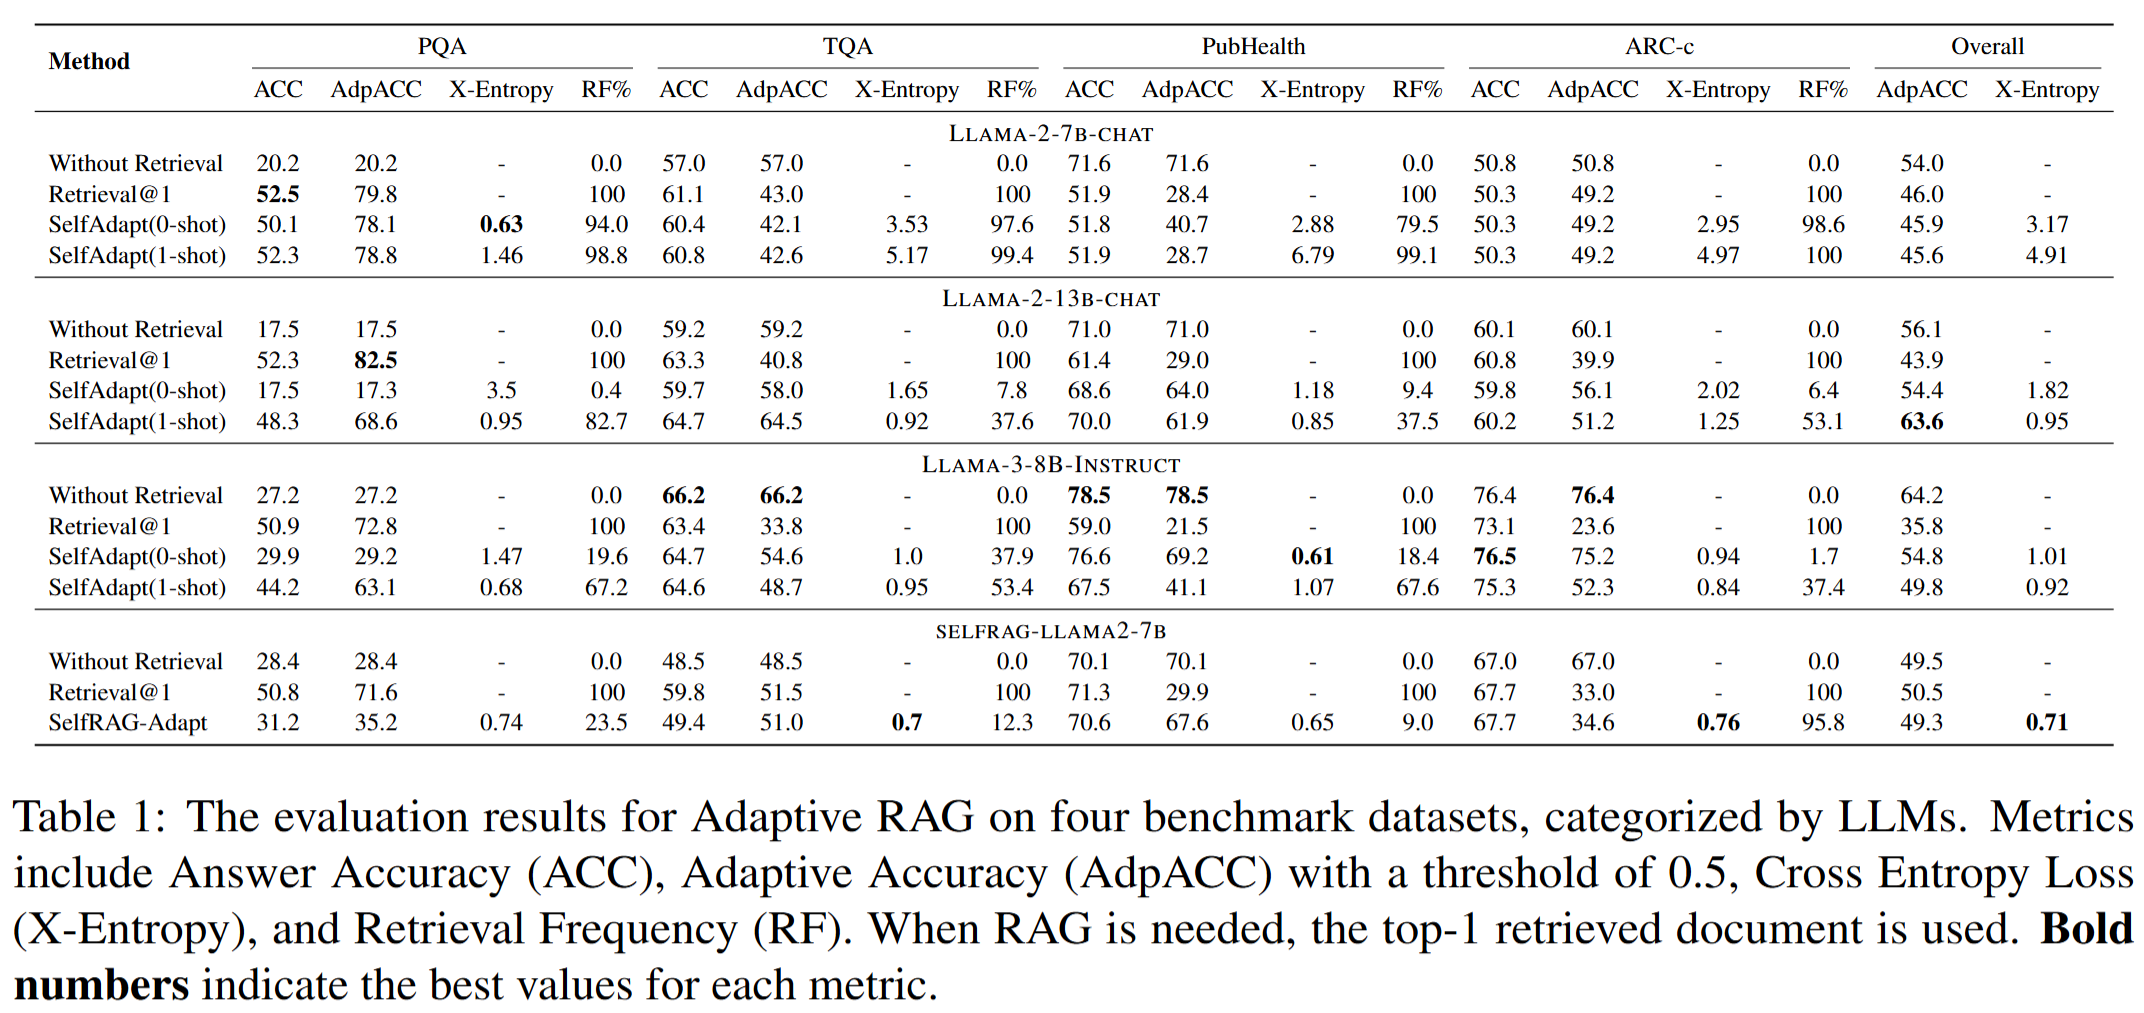 Method PQA TQA PubHealth ARC-c Overall
ACC AdpACC X-Entropy RF% ACC AdpACC X-Entropy RF% ACC AdpACC X-Entropy RF% ACC AdpACC X-Entropy RF% AdpACC X-Entropy
LLAMA-2-7B-CHAT
Without Retrieval 20.2 20.2 - 0.0 57.0 57.0 - 0.0 71.6 71.6 - 0.0 50.8 50.8 - 0.0 54.0 -
Retrieval@1 52.5 79.8 - 100 61.1 43.0 - 100 51.9 28.4 - 100 50.3 49.2 - 100 46.0 -
SelfAdapt(0-shot) 50.1 78.1 0.63 94.0 60.4 42.1 3.53 97.6 51.8 40.7 2.88 79.5 50.3 49.2 2.95 98.6 45.9 3.17
SelfAdapt(1-shot) 52.3 78.8 1.46 98.8 60.8 42.6 5.17 99.4 51.9 28.7 6.79 99.1 50.3 49.2 4.97 100 45.6 4.91
LLAMA-2-13B-CHAT
Without Retrieval 17.5 17.5 - 0.0 59.2 59.2 - 0.0 71.0 71.0 - 0.0 60.1 60.1 - 0.0 56.1 -
Retrieval@1 52.3 82.5 - 100 63.3 40.8 - 100 61.4 29.0 - 100 60.8 39.9 - 100 43.9 -
SelfAdapt(0-shot) 17.5 17.3 3.5 0.4 59.7 58.0 1.65 7.8 68.6 64.0 1.18 9.4 59.8 56.1 2.02 6.4 54.4 1.82
SelfAdapt(1-shot) 48.3 68.6 0.95 82.7 64.7 64.5 0.92 37.6 70.0 61.9 0.85 37.5 60.2 51.2 1.25 53.1 63.6 0.95
LLAMA-3-8B-INSTRUCT
Without Retrieval 27.2 27.2 - 0.0 66.2 66.2 - 0.0 78.5 78.5 - 0.0 76.4 76.4 - 0.0 64.2 -
Retrieval@1 50.9 72.8 - 100 63.4 33.8 - 100 59.0 21.5 - 100 73.1 23.6 - 100 35.8 -
SelfAdapt(0-shot) 29.9 29.2 1.47 19.6 64.7 54.6 1.0 37.9 76.6 69.2 0.61 18.4 76.5 75.2 0.94 1.7 54.8 1.01
SelfAdapt(1-shot) 44.2 63.1 0.68 67.2 64.6 48.7 0.95 53.4 67.5 41.1 1.07 67.6 75.3 52.3 0.84 37.4 49.8 0.92
SELFRAG-LLAMA2-7B
Without Retrieval 28.4 28.4 - 0.0 48.5 48.5 - 0.0 70.1 70.1 - 0.0 67.0 67.0 - 0.0 49.5 -
Retrieval@1 50.8 71.6 - 100 59.8 51.5 - 100 71.3 29.9 - 100 67.7 33.0 - 100 50.5 -
SelfRAG-Adapt 31.2 35.2 0.74 23.5 49.4 51.0 0.7 12.3 70.6 67.6 0.65 9.0 67.7 34.6 0.76 95.8 49.3 0.71
Table 1: The evaluation results for Adaptive RAG on four benchmark datasets, categorized by LLMs. Metrics
include Answer Accuracy (ACC), Adaptive Accuracy (AdpACC) with a threshold of 0.5, Cross Entropy Loss
(X-Entropy), and Retrieval Frequency (RF). When RAG is needed, the top-1 retrieved document is used. Bold
numbers indicate the best values for each metric.